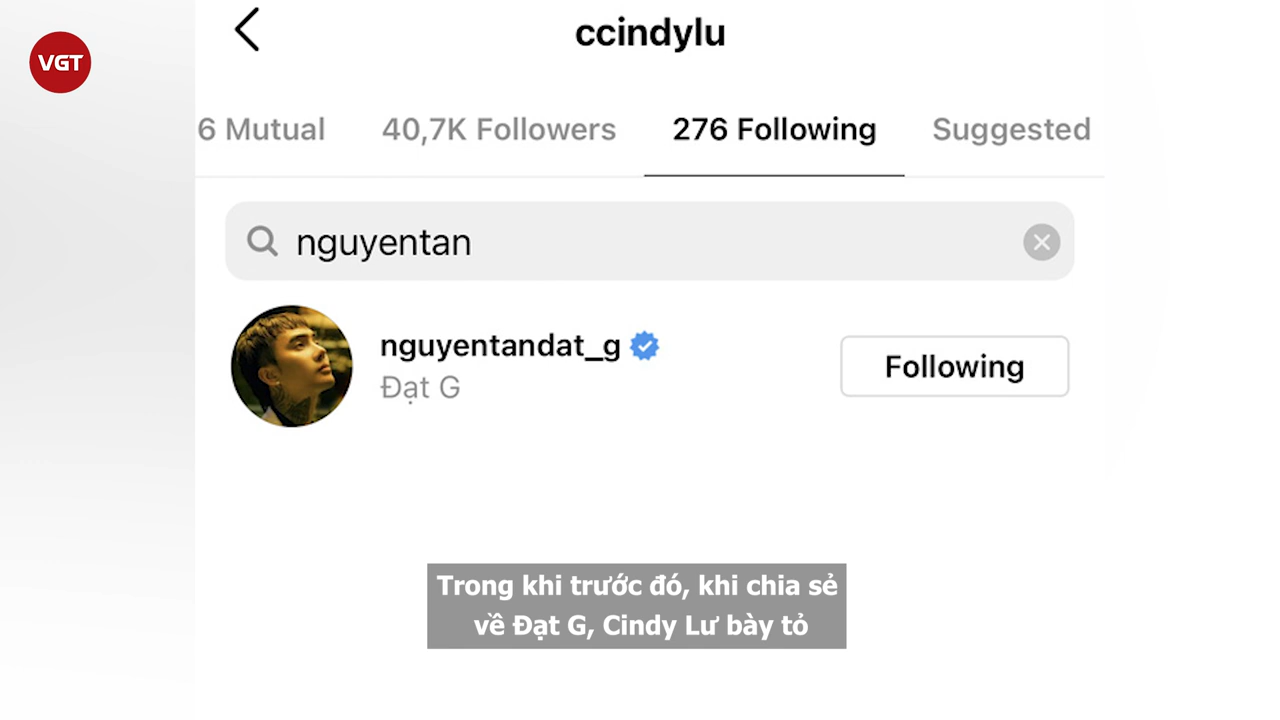 VGT
ccindylu
6 Mutual 40,7K Followers 276 Following Suggested
nguyentan
nguyentandat_g
Following
Đạt G
Trong khi trước đó, khi chia sẻ
về Đạt G, Cindy Lư bày tỏ